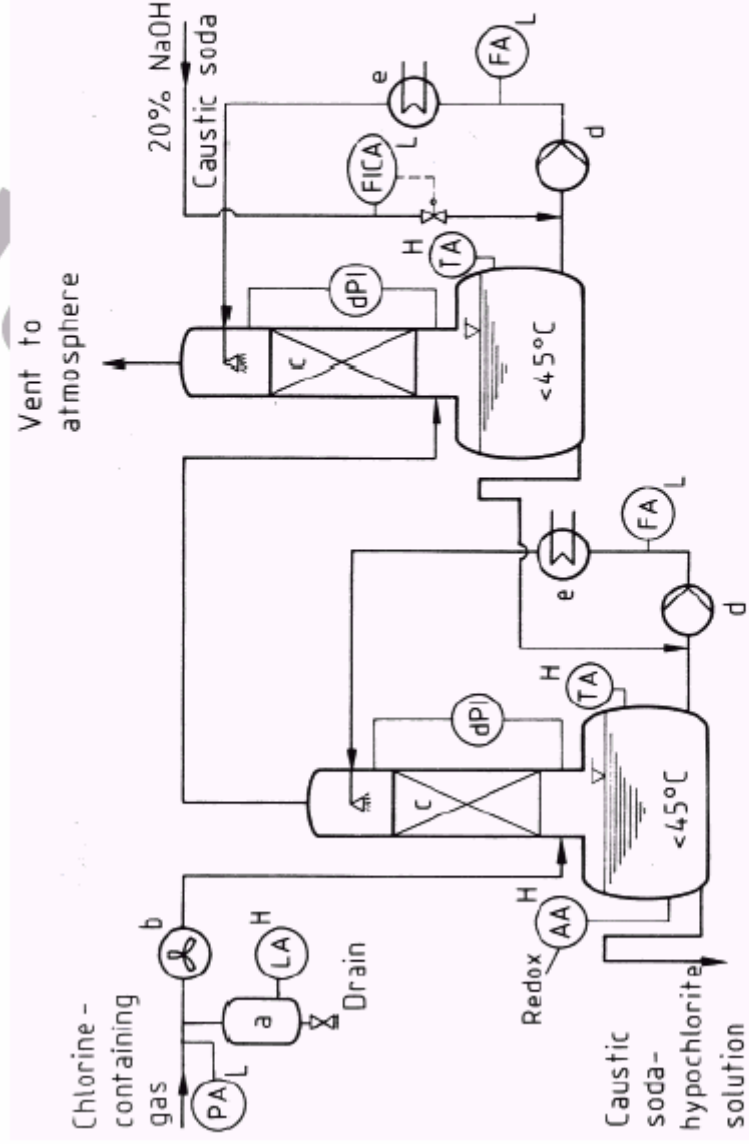 Chlorine-
containing
gas
PA
L
a
LA
H
Drain
b
Redox
AA
H
Caustic
soda-
hypochlorite
solution
c
dPI
TA
H
<45°C
d
FA
L
e
Vent to
atmosphere
c
dPI
TA
H
<45°C
20% NaOH
Caustic soda
FICA
L
e
FA
L
d